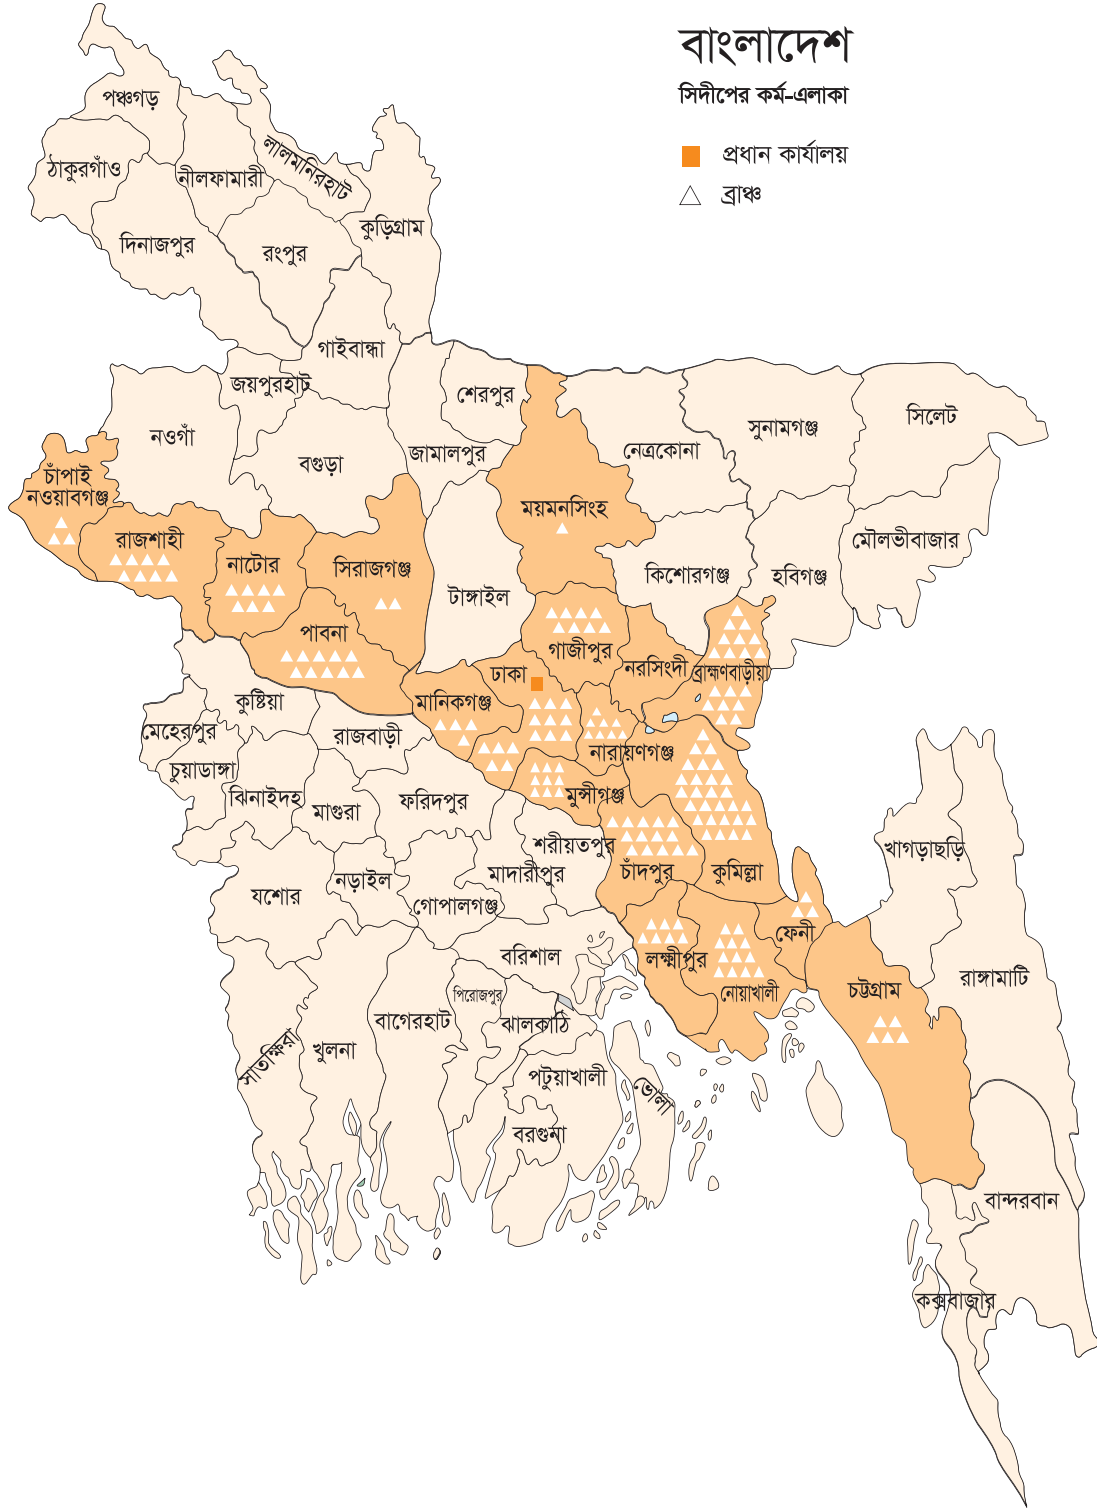 বাংলাদেশ
সিদীপের কর্ম-এলাকা
প্রধান কার্যালয়
ব্রাঞ্চ
পঞ্চগড়
ঠাকুরগাঁও
নীলফামারী
লালমনিরহাট
কুড়িগ্রাম
দিনাজপুর
রংপুর
গাইবান্ধা
জয়পুরহাট
শেরপুর
নওগাঁ
বগুড়া
জামালপুর
নেত্রকোনা
সুনামগঞ্জ
সিলেট
চাঁপাই
নওয়াবগঞ্জ
রাজশাহী
নাটোর
সিরাজগঞ্জ
ময়মনসিংহ
টাঙ্গাইল
কিশোরগঞ্জ
হবিগঞ্জ
মৌলভীবাজার
পাবনা
গাজীপুর
নরসিংদী
ব্রাহ্মণবাড়ীয়া
ঢাকা
মানিকগঞ্জ
কুষ্টিয়া
মেহেরপুর
রাজবাড়ী
নারায়ণগঞ্জ
চুয়াডাঙ্গা
ঝিনাইদহ
মাগুরা
ফরিদপুর
মুন্সীগঞ্জ
শরীয়তপুর
চাঁদপুর
কুমিল্লা
খাগড়াছড়ি
যশোর
নড়াইল
গোপালগঞ্জ
মাদারীপুর
বরিশাল
লক্ষ্মীপুর
ফেনী
নোয়াখালী
চট্টগ্রাম
রাঙ্গামাটি
পিরোজপুর
বাগেরহাট
ঝালকাঠি
সাতক্ষিরা
খুলনা
পটুয়াখালী
ভোলা
বরগুনা
বান্দরবান
কক্সবাজার